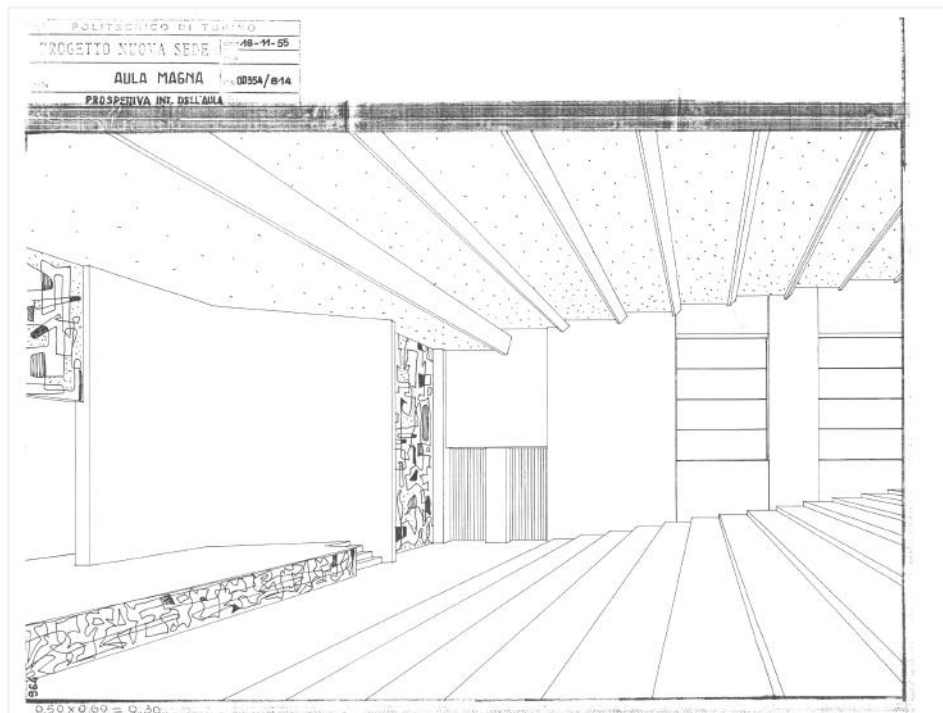 POLITECNICO DI TORINO
PROGETTO NUOVA SEDE
18-11-55
AULA MAGNA
00354/814
PROSPETTIVA INT. DELL'AULA
964
0.50 x 0.60 = 0.30